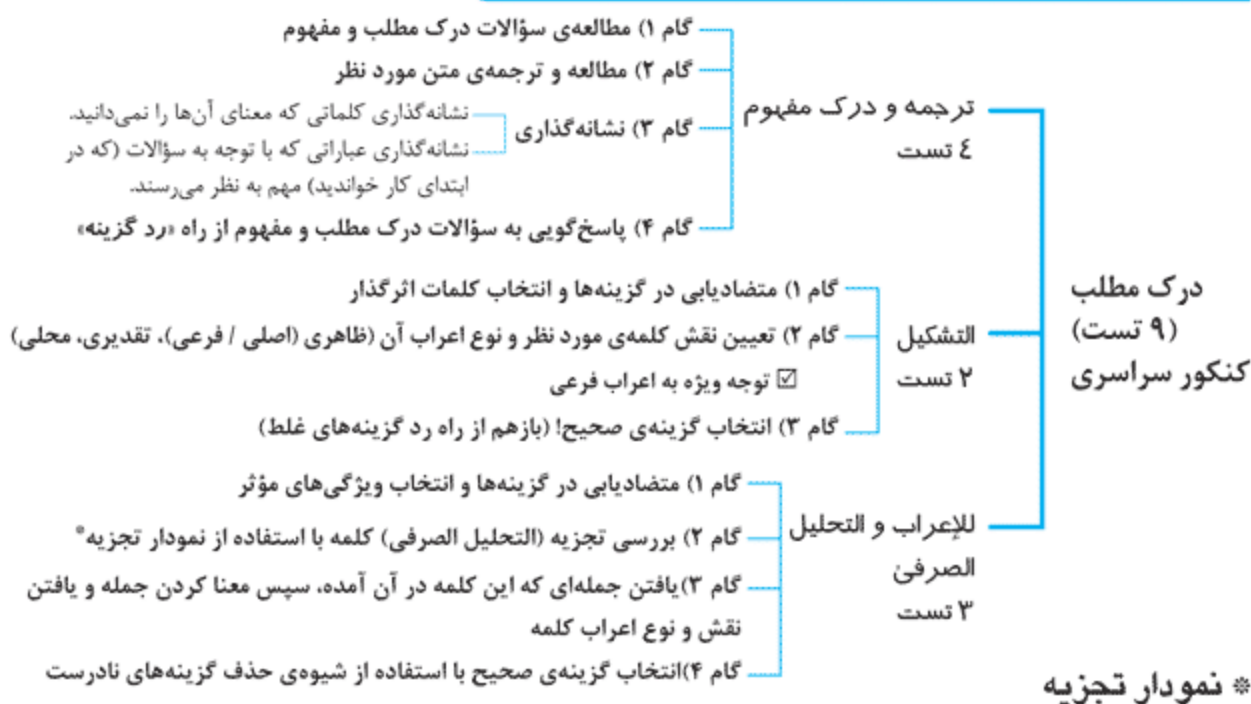 درک مطلب
(۹ تست)
کنکور سراسری
ترجمه و درک مفهوم
٤ تست
گام ۱) مطالعه‌ی سؤالات درک مطلب و مفهوم
گام ۲) مطالعه و ترجمه‌ی متن مورد نظر
گام ۳) نشانه‌گذاری
نشانه‌گذاری کلماتی که معنای آن‌ها را نمی‌دانید.
نشانه‌گذاری عباراتی که با توجه به سؤالات (که در
ابتدای کار خواندید) مهم به نظر می‌رسند.
گام ۴) پاسخ‌گویی به سؤالات درک مطلب و مفهوم از راه «رد گزینه»
التشکیل
۲ تست
گام ۱) متضادیابی در گزینه‌ها و انتخاب کلمات اثرگذار
گام ۲) تعیین نقش کلمه‌ی مورد نظر و نوع اعراب آن (ظاهری (اصلی / فرعی)، تقدیری، محلی)
☑ توجه ویژه به اعراب فرعی
گام ۳) انتخاب گزینه‌ی صحیح! (بازهم از راه رد گزینه‌های غلط)
للإعراب و التحلیل
الصرفیّ
۳ تست
گام ۱) متضادیابی در گزینه‌ها و انتخاب ویژگی‌های مؤثر
گام ۲) بررسی تجزیه (التحلیل الصرفی) کلمه با استفاده از نمودار تجزیه*
گام ۳)یافتن جمله‌ای که این کلمه در آن آمده، سپس معنا کردن جمله و یافتن
نقش و نوع اعراب کلمه
گام ۴)انتخاب گزینه‌ی صحیح با استفاده از شیوه‌ی حذف گزینه‌های نادرست
* نمودار تجزیه